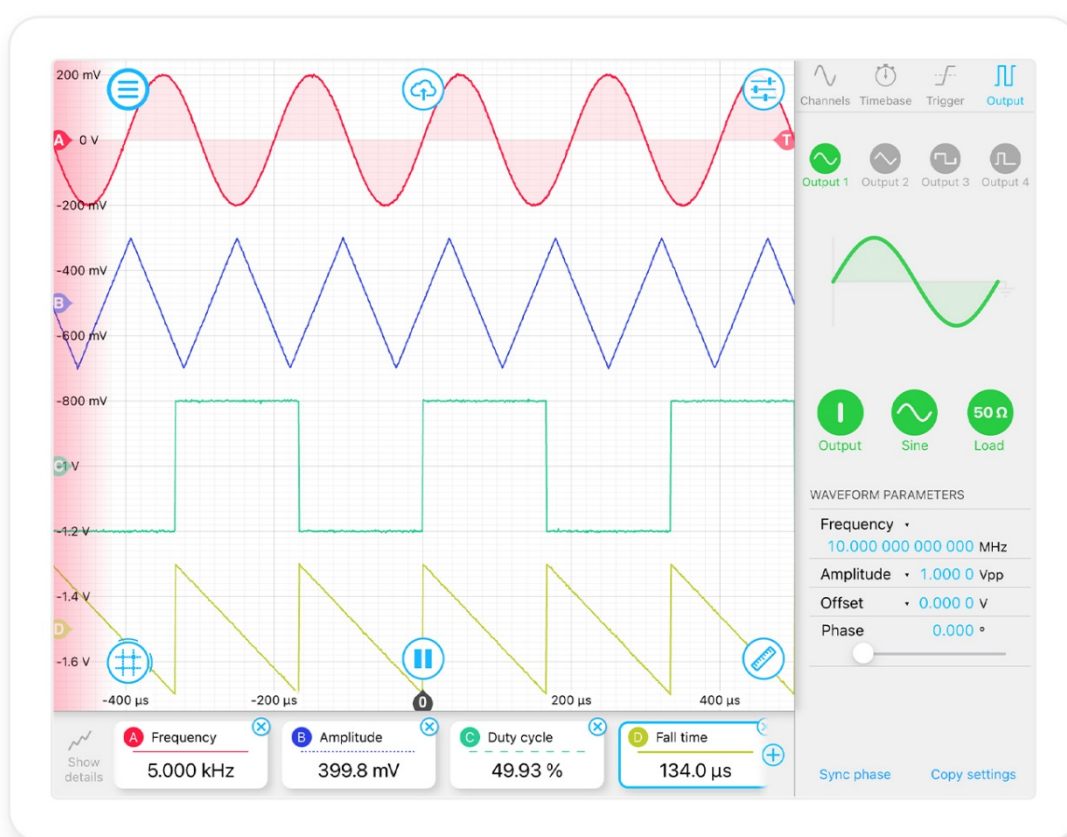 200 mV
A
0 V
T
-200 mV
-400 mV
B
-600 mV
-800 mV
C
-1 V
-1.2 V
-1.4 V
D
-1.6 V
-400 µs
-200 µs
0
200 µs
400 µs
Show
details
A Frequency
5.000 kHz
B Amplitude
399.8 mV
C Duty cycle
49.93 %
D Fall time
134.0 µs
Channels Timebase Trigger Output
Output 1 Output 2 Output 3 Output 4
50 Ω
Output Sine Load
WAVEFORM PARAMETERS
Frequency
10.000 000 000 000 MHz
Amplitude 1.000 0 Vpp
Offset 0.000 0 V
Phase 0.000 °
Sync phase Copy settings